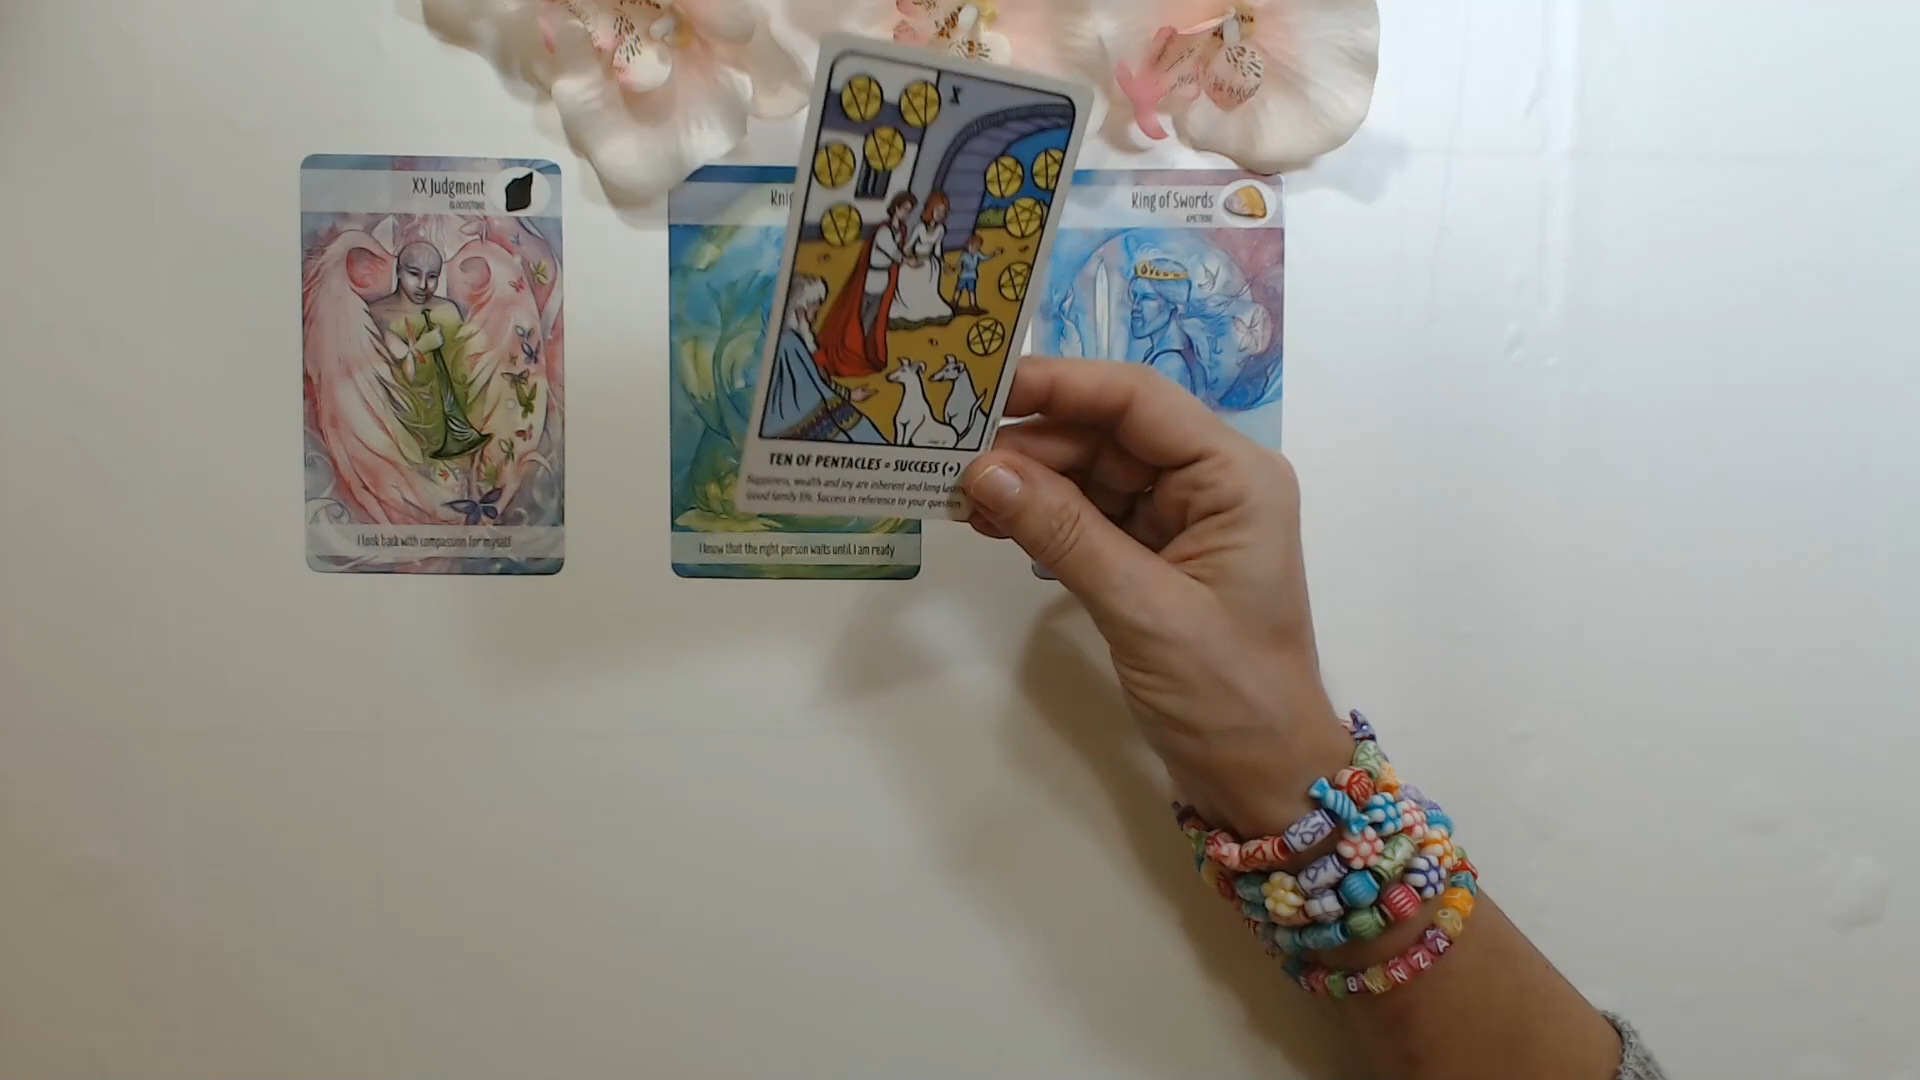 XX Judgment
BLOODSTONE
I look back with compassion for myself
Knig
I know that the right person waits until I am ready
X
TEN OF PENTACLES = SUCCESS (+)
Happiness, wealth and joy are inherent and long last
Good family life. Success in reference to your question
King of Swords
AMETRINE